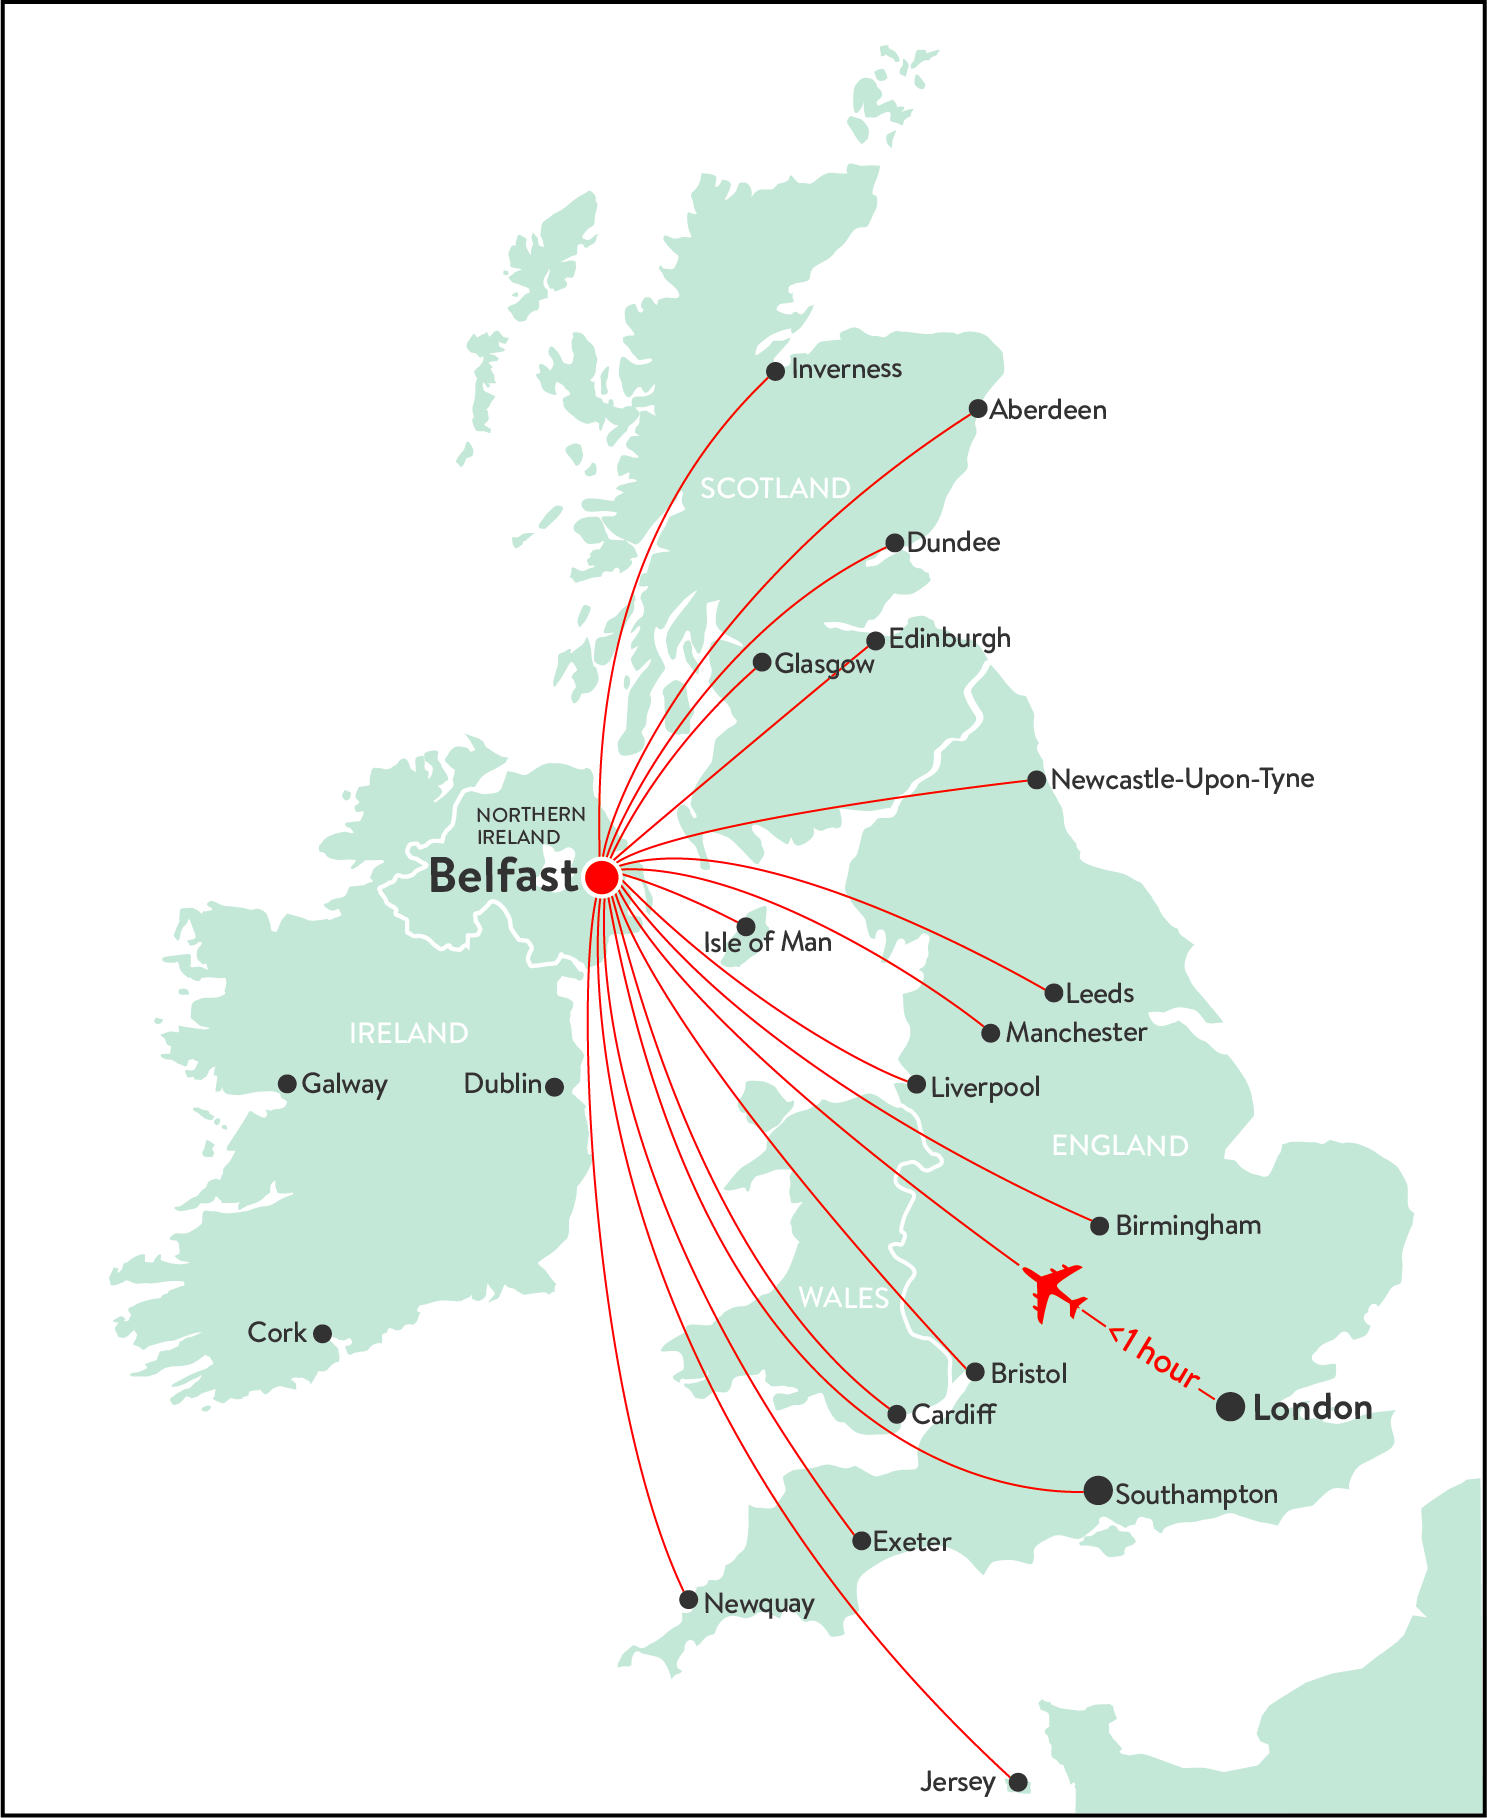 Inverness
Aberdeen
SCOTLAND
Dundee
Edinburgh
Glasgow
Newcastle-Upon-Tyne
NORTHERN
IRELAND
Belfast
Isle of Man
Leeds
Manchester
IRELAND
Galway
Dublin
Liverpool
ENGLAND
Birmingham
WALES
Cork
<1 hour
Bristol
London
Cardiff
Southampton
Exeter
Newquay
Jersey